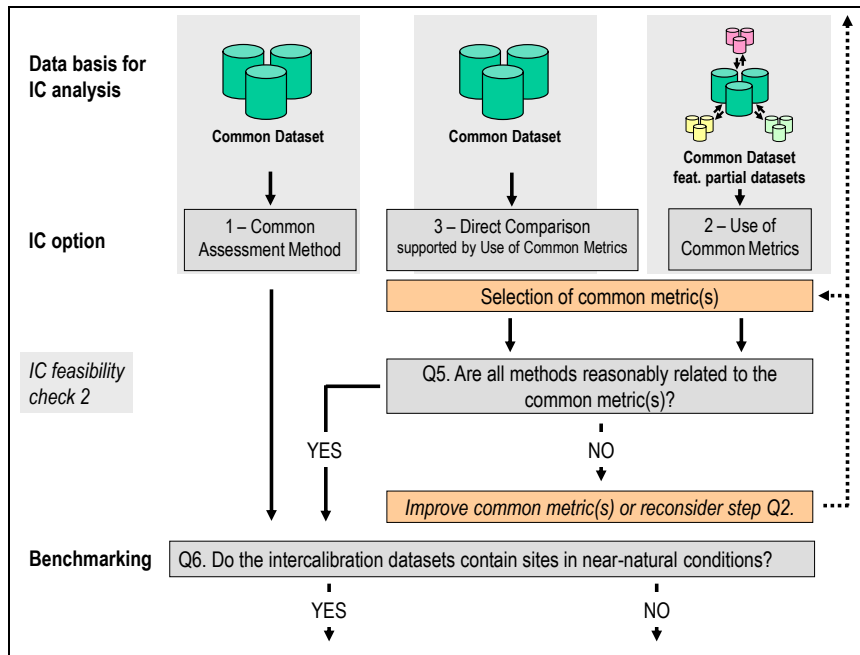 Data basis for
IC analysis
Common Dataset
Common Dataset
Common Dataset
feat. partial datasets
IC option
1 – Common
Assessment Method
3 – Direct Comparison
supported by Use of Common Metrics
2 – Use of
Common Metrics
Selection of common metric(s)
IC feasibility
check 2
Q5. Are all methods reasonably related to the
common metric(s)?
YES
NO
Improve common metric(s) or reconsider step Q2.
Benchmarking
Q6. Do the intercalibration datasets contain sites in near-natural conditions?
YES
NO